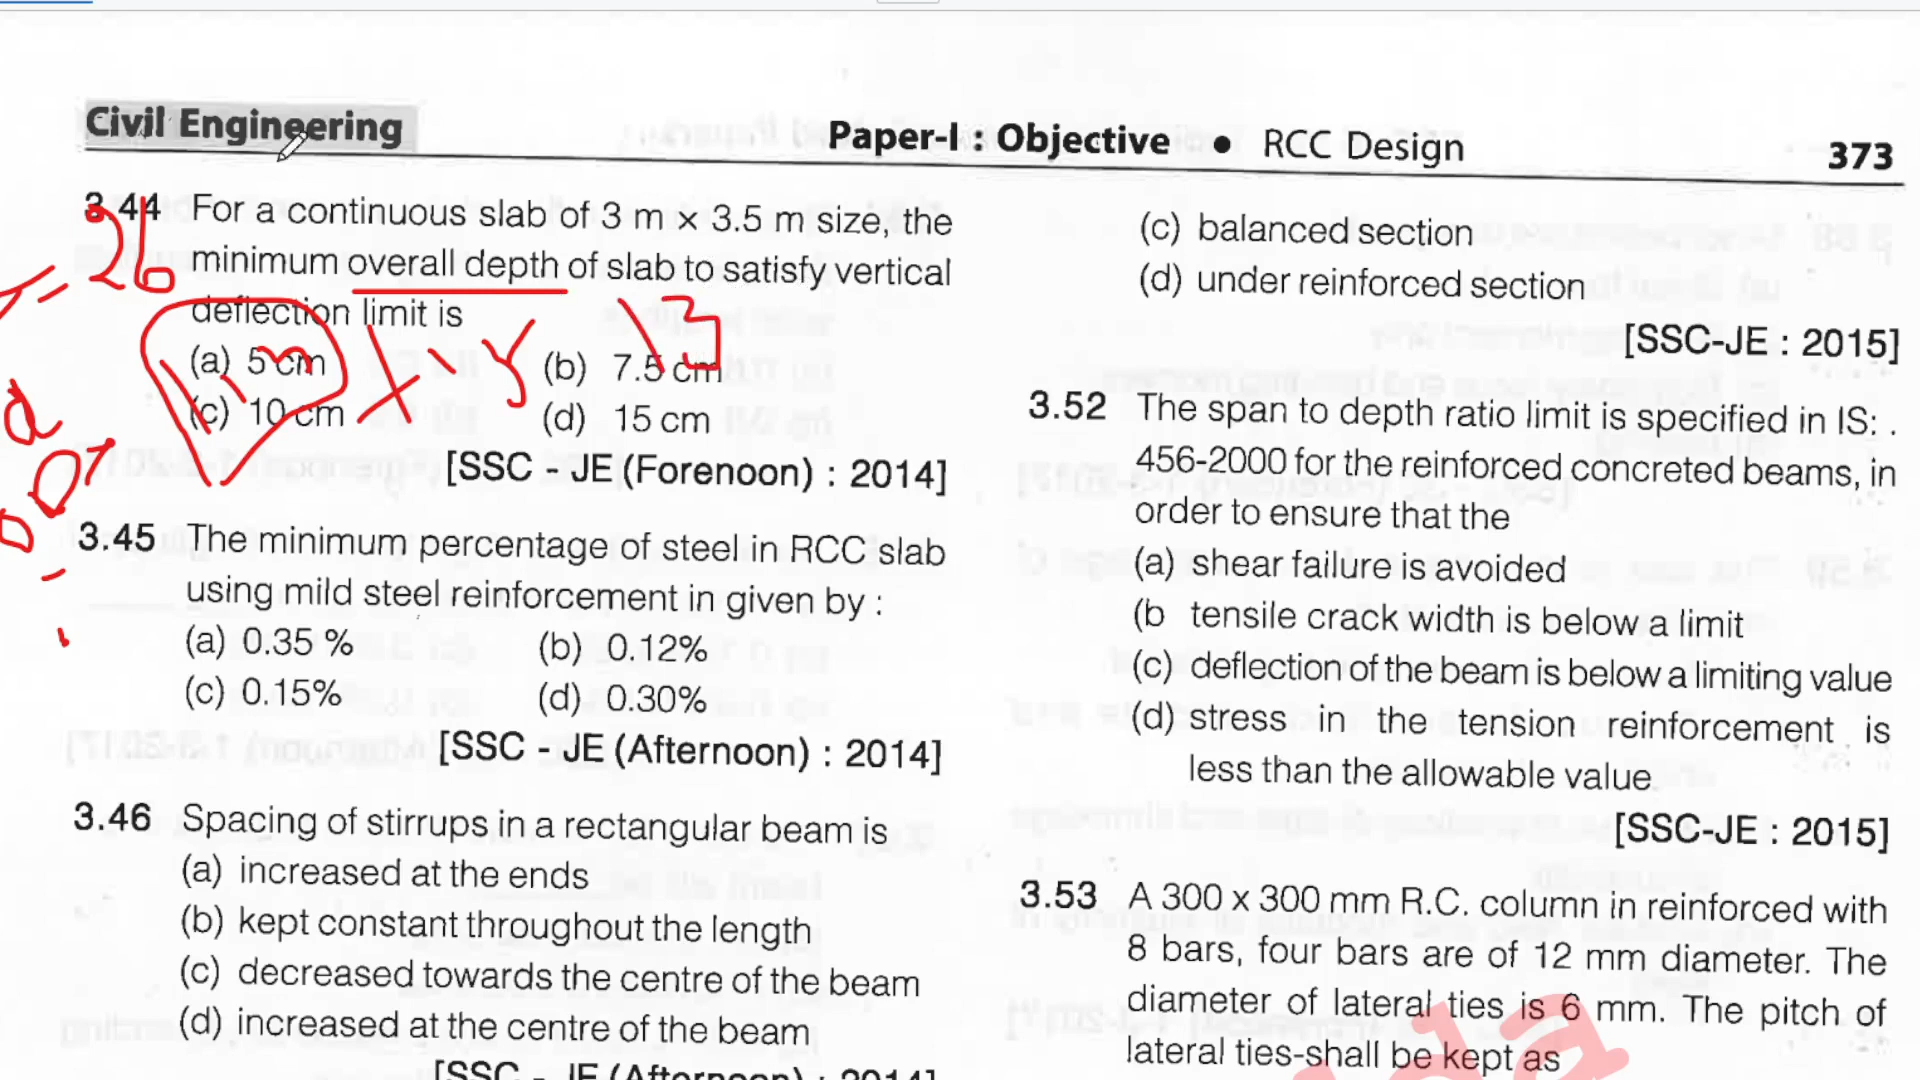 Civil Engineering
Paper-I : Objective • RCC Design
373
3.44 For a continuous slab of 3 m × 3.5 m size, the
minimum overall depth of slab to satisfy vertical
deflection limit is
(a) 5 cm (b) 7.5 cm
(c) 10 cm (d) 15 cm
[SSC - JE (Forenoon) : 2014]
3.45 The minimum percentage of steel in RCC slab
using mild steel reinforcement in given by :
(a) 0.35 % (b) 0.12%
(c) 0.15% (d) 0.30%
[SSC - JE (Afternoon) : 2014]
3.46 Spacing of stirrups in a rectangular beam is
(a) increased at the ends
(b) kept constant throughout the length
(c) decreased towards the centre of the beam
(d) increased at the centre of the beam
[SSC - JE (Afternoon) : 2014]
(c) balanced section
(d) under reinforced section
[SSC-JE : 2015]
3.52 The span to depth ratio limit is specified in IS: .
456-2000 for the reinforced concreted beams, in
order to ensure that the
(a) shear failure is avoided
(b tensile crack width is below a limit
(c) deflection of the beam is below a limiting value
(d) stress in the tension reinforcement is
less than the allowable value
[SSC-JE : 2015]
3.53 A 300 x 300 mm R.C. column in reinforced with
8 bars, four bars are of 12 mm diameter. The
diameter of lateral ties is 6 mm. The pitch of
lateral ties-shall be kept as
= 26
13